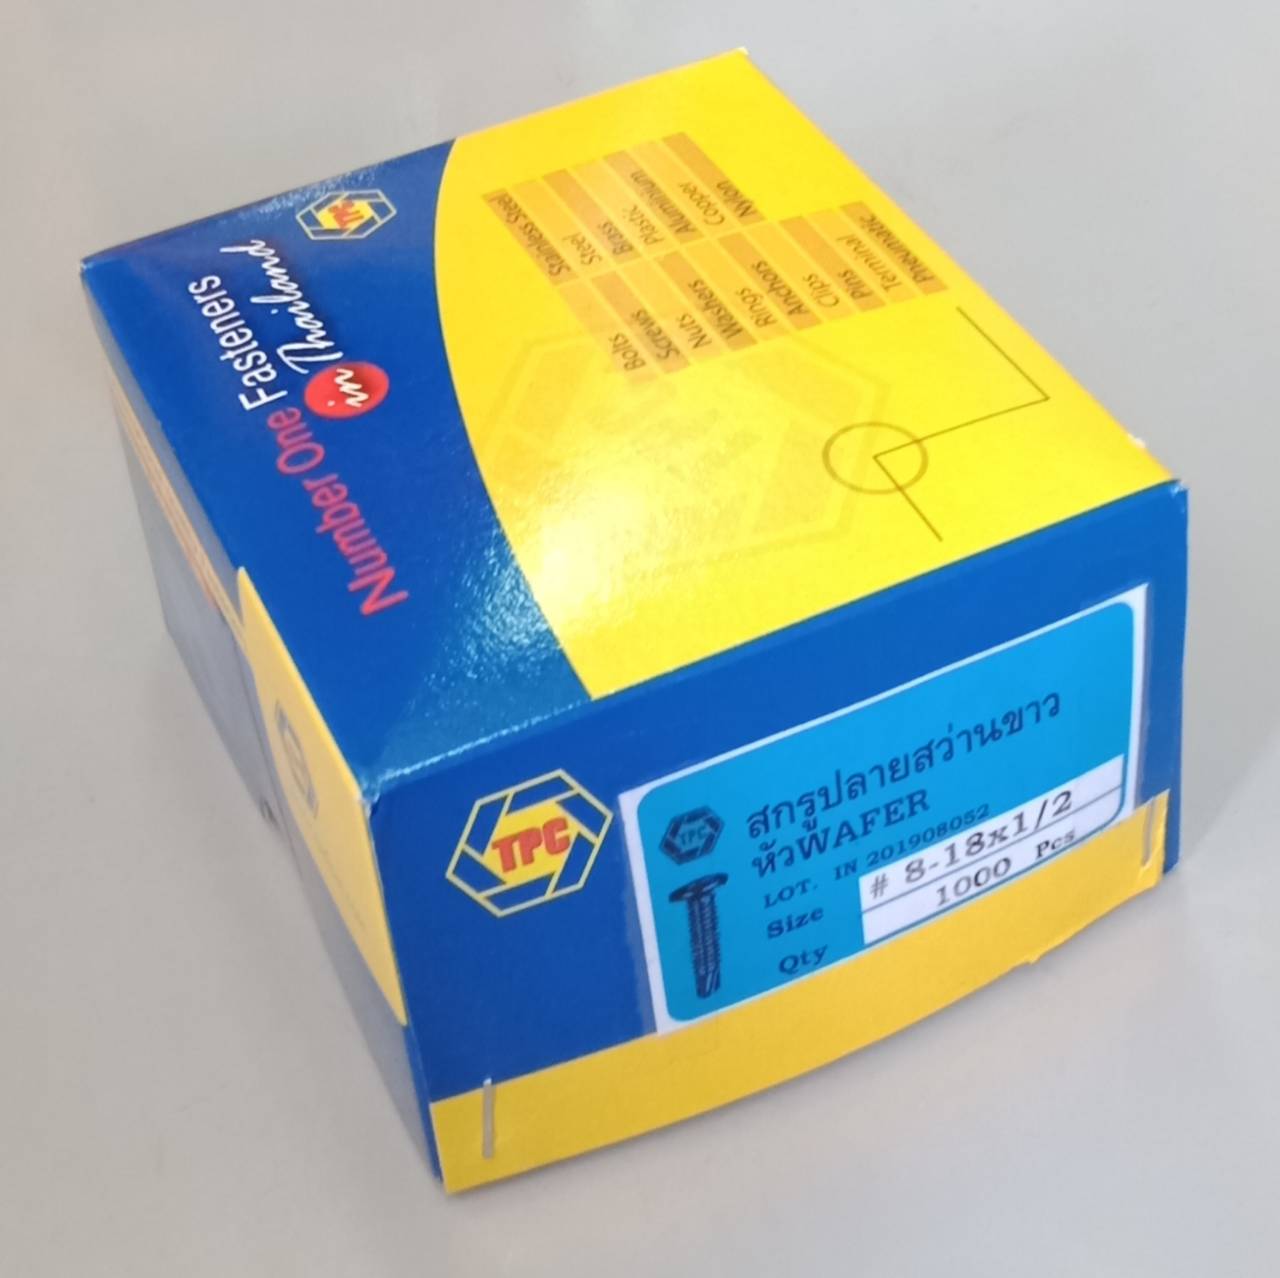 TPC
Number One Fasteners
in Thailand
Stainless Steel
Steel
Brass
Plastic
Aluminium
Copper
Nylon
Bolts
Screws
Nuts
Washers
Rings
Anchors
Clips
Pins
Terminal
Pneumatic
TPC
TPC
สกรูปลายสว่านขาว
หัวWAFER
LOT. IN 201908052
Size # 8-18x1/2
Qty 1000 Pcs